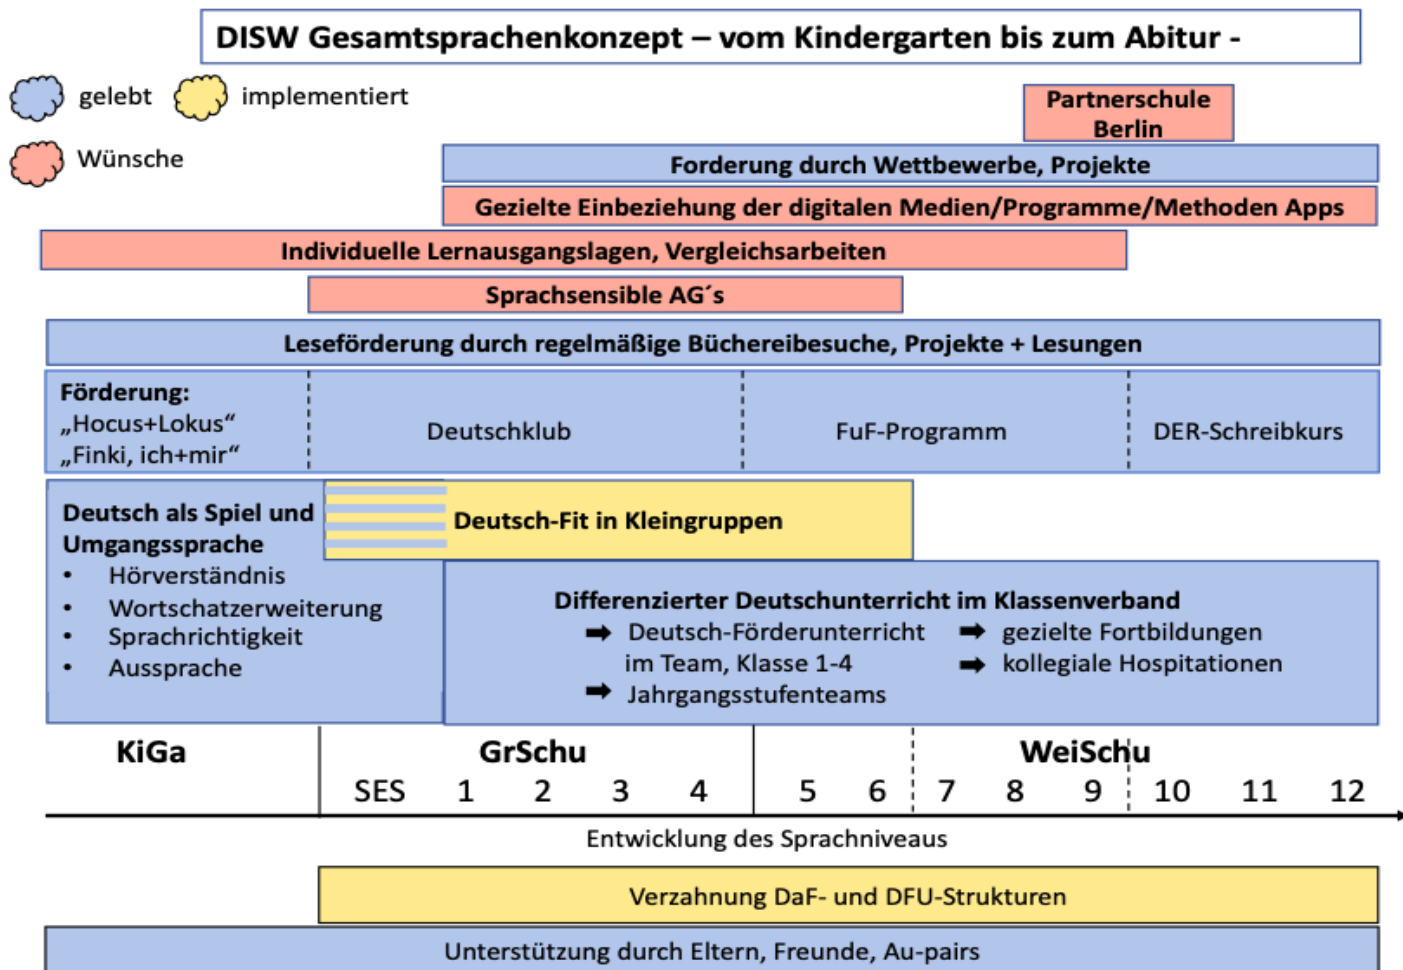 DISW Gesamtsprachenkonzept – vom Kindergarten bis zum Abitur -
gelebt
implementiert
Wünsche
Partnerschule
Berlin
Forderung durch Wettbewerbe, Projekte
Gezielte Einbeziehung der digitalen Medien/Programme/Methoden Apps
Individuelle Lernausgangslagen, Vergleichsarbeiten
Sprachsensible AG´s
Leseförderung durch regelmäßige Büchereibesuche, Projekte + Lesungen
Förderung:
„Hocus+Lokus“
„Finki, ich+mir“
Deutschklub
FuF-Programm
DER-Schreibkurs
Deutsch als Spiel und
Umgangssprache
• Hörverständnis
• Wortschatzerweiterung
• Sprachrichtigkeit
• Aussprache
Deutsch-Fit in Kleingruppen
Differenzierter Deutschunterricht im Klassenverband
➡ Deutsch-Förderunterricht
im Team, Klasse 1-4
➡ Jahrgangsstufenteams
➡ gezielte Fortbildungen
➡ kollegiale Hospitationen
KiGa GrSchu WeiSchu
SES 1 2 3 4 5 6 7 8 9 10 11 12
Entwicklung des Sprachniveaus
Verzahnung DaF- und DFU-Strukturen
Unterstützung durch Eltern, Freunde, Au-pairs